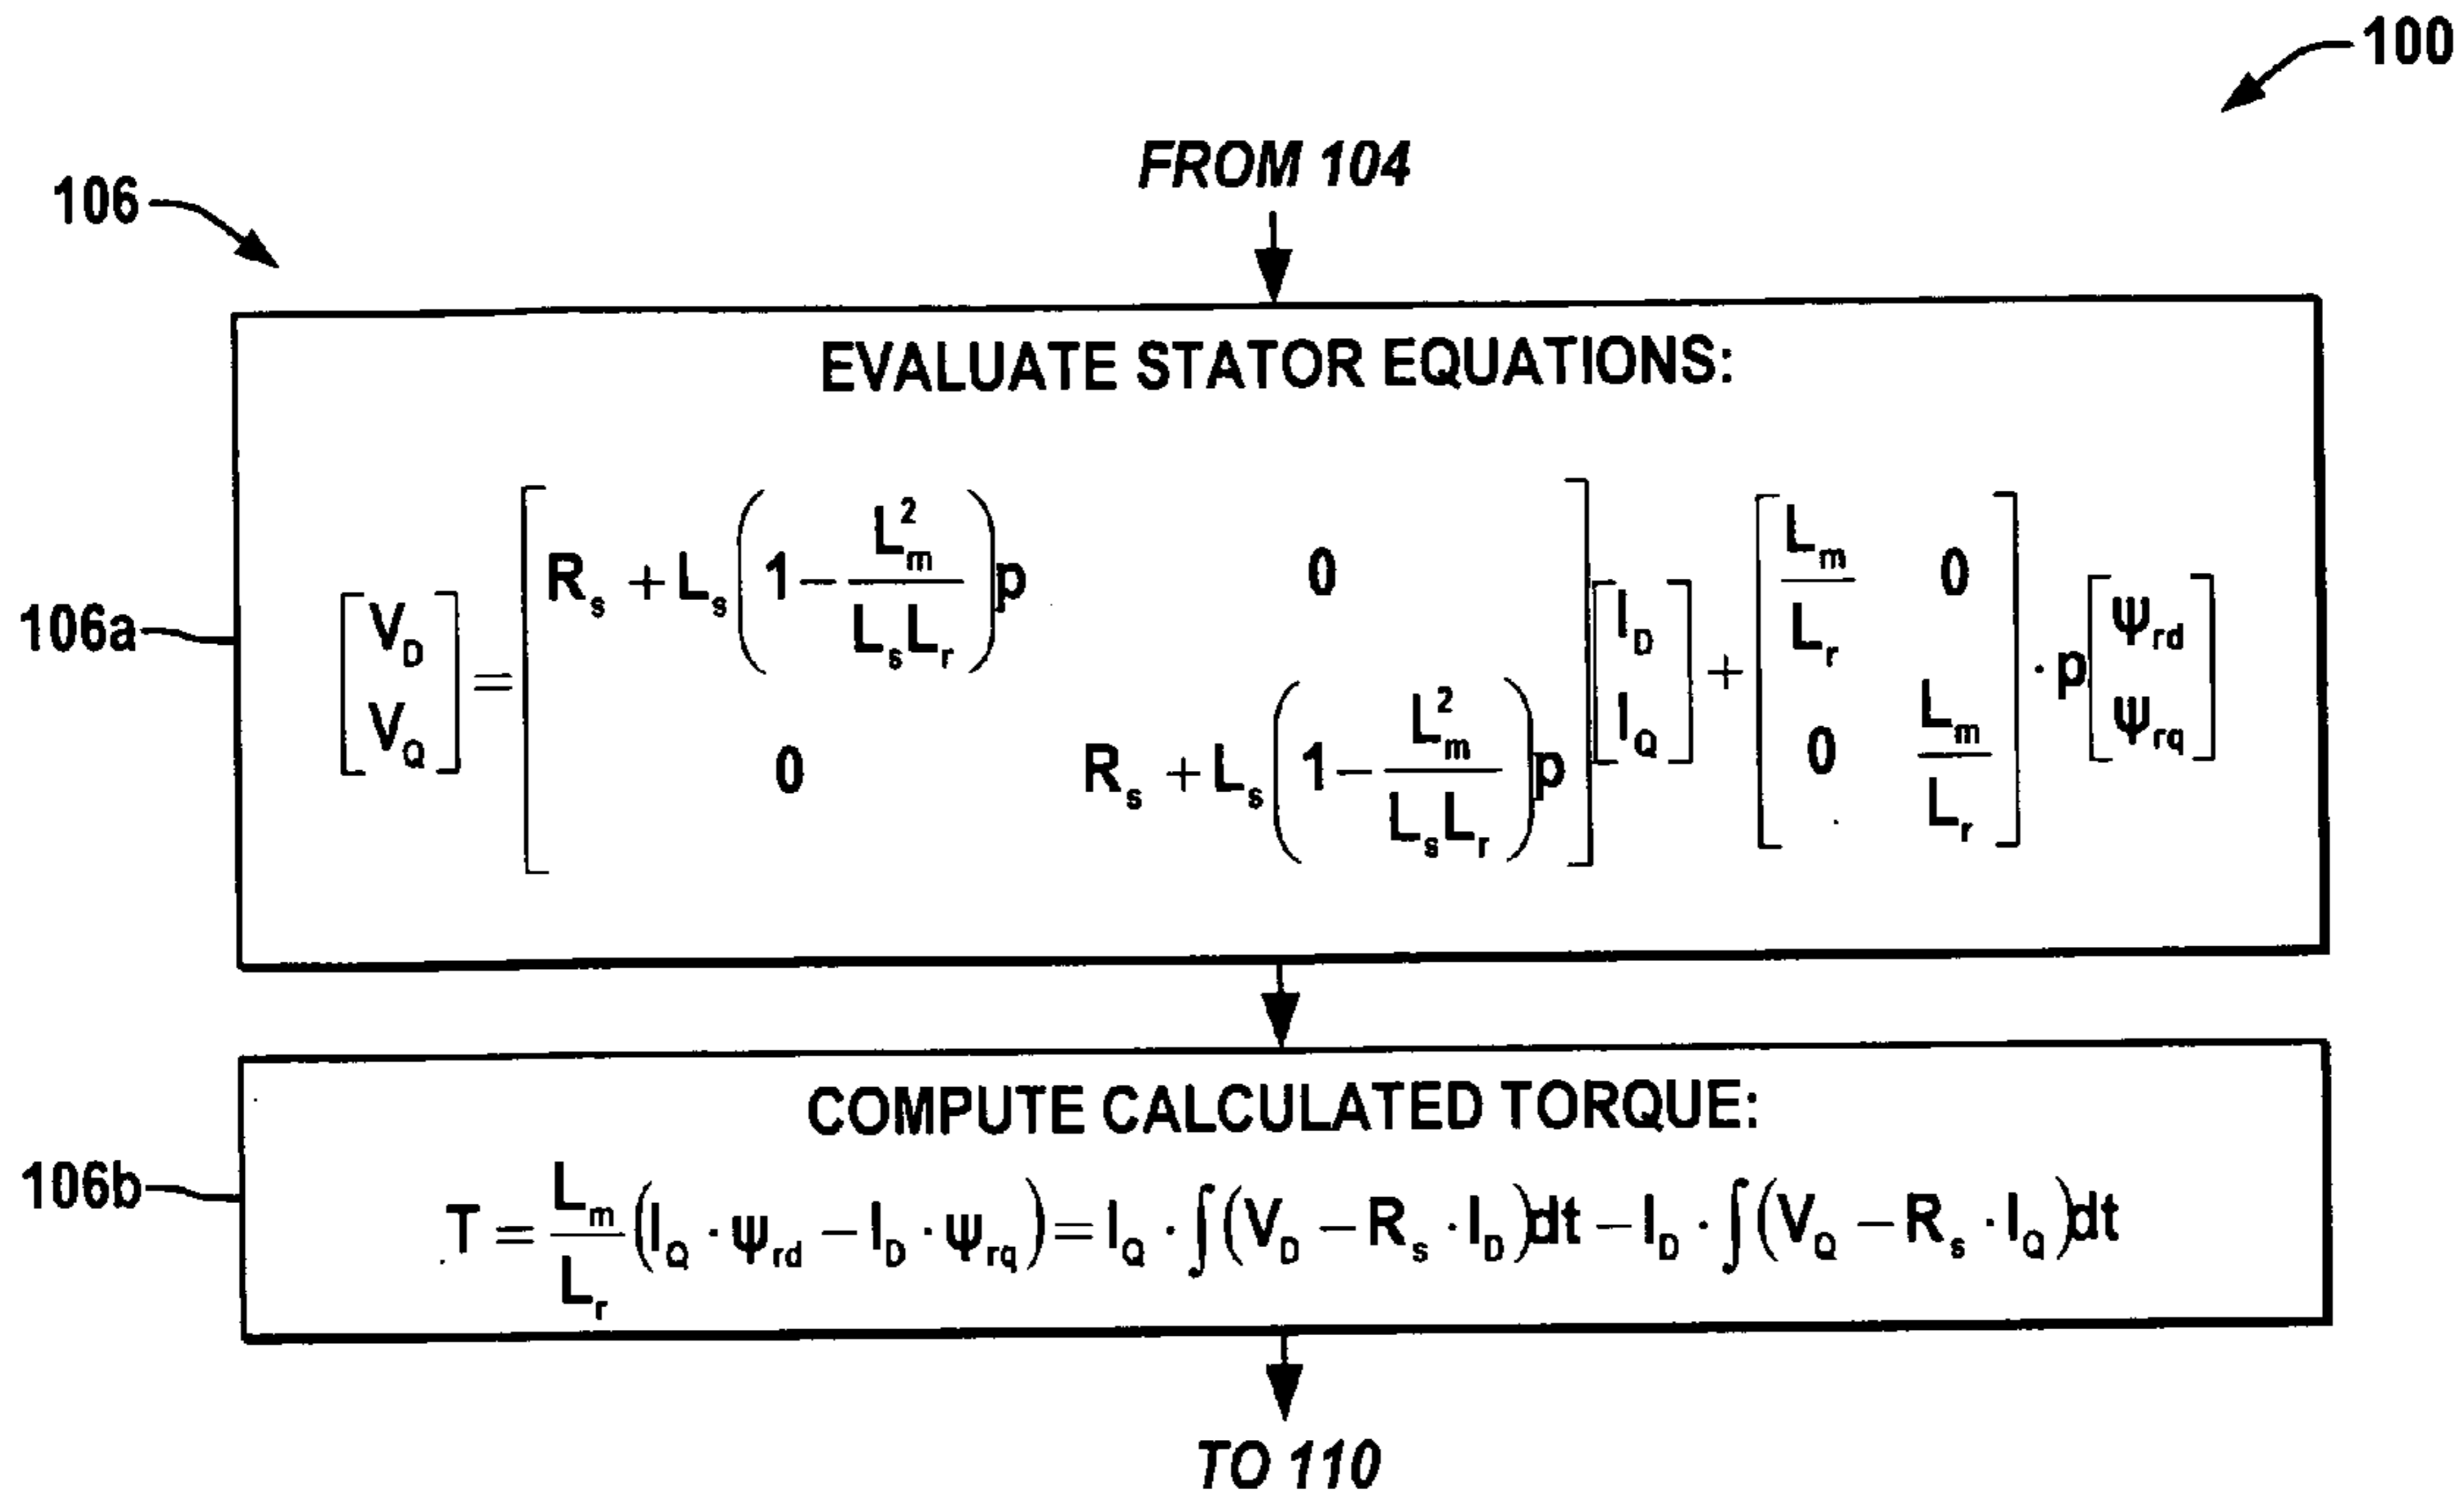 100
FROM 104
106
EVALUATE STATOR EQUATIONS:
106a
[V_D; V_Q] = [R_s + L_s(1 − L_m^2 / (L_s L_r))p, 0; 0, R_s + L_s(1 − L_m^2 / (L_s L_r))p] [I_D; I_Q] + [L_m / L_r, 0; 0, L_m / L_r] · p[ψ_rd; ψ_rq]
COMPUTE CALCULATED TORQUE:
106b
T = L_m / L_r (I_Q · ψ_rd − I_D · ψ_rq) = I_Q · ∫(V_D − R_s · I_D)dt − I_D · ∫(V_Q − R_s · I_Q)dt
TO 110